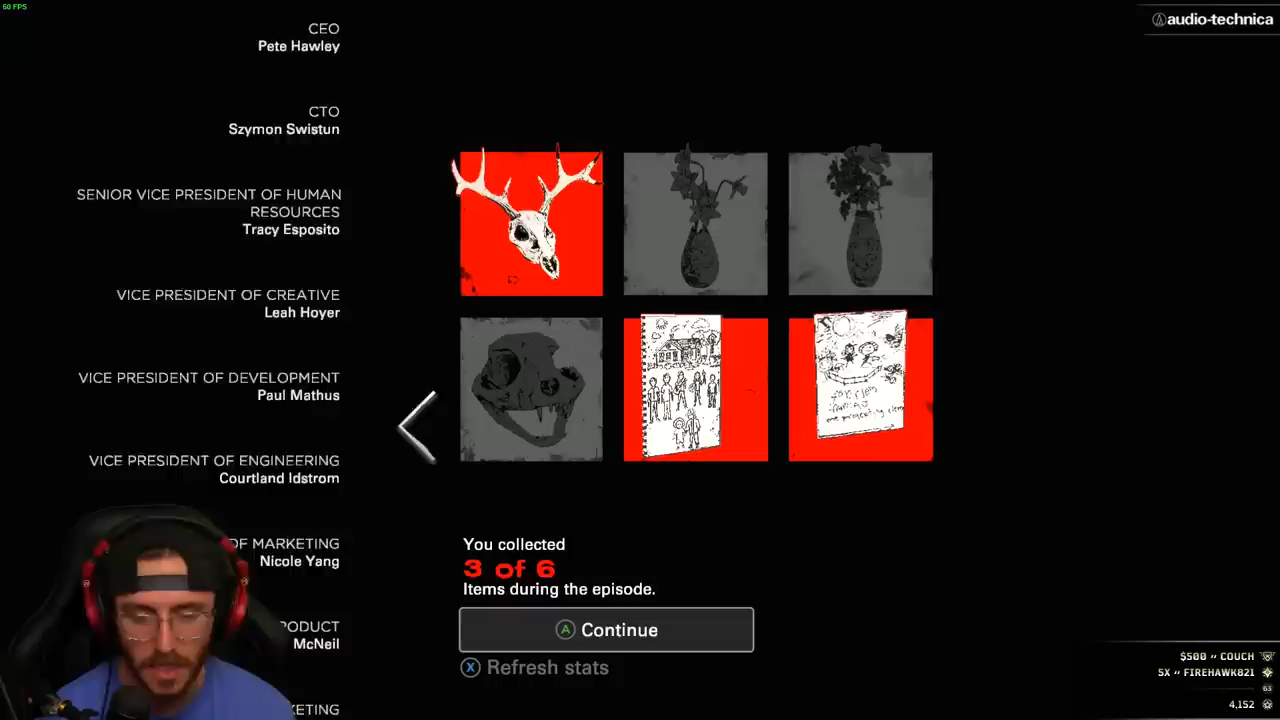 60 FPS
audio-technica
CEO
Pete Hawley
CTO
Szymon Swistun
SENIOR VICE PRESIDENT OF HUMAN
RESOURCES
Tracy Esposito
VICE PRESIDENT OF CREATIVE
Leah Hoyer
VICE PRESIDENT OF DEVELOPMENT
Paul Mathus
VICE PRESIDENT OF ENGINEERING
Courtland Idstrom
OF MARKETING
Nicole Yang
McNeil
You collected
3 of 6
Items during the episode.
A Continue
X Refresh stats
$500 // COUCH
5X // FIREHAWK821
63
4,152